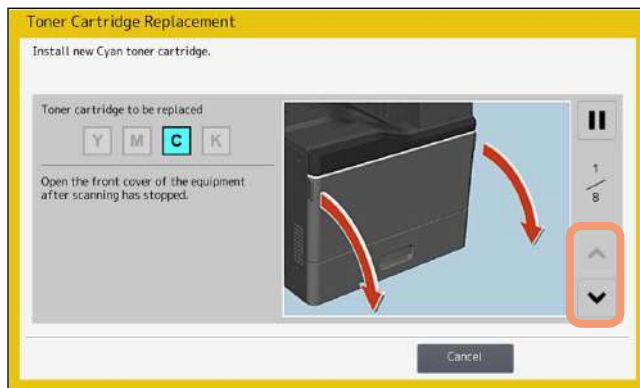 Toner Cartridge Replacement
Install new Cyan toner cartridge.
Toner cartridge to be replaced
Y M C K
Open the front cover of the equipment
after scanning has stopped.
1
8
Cancel